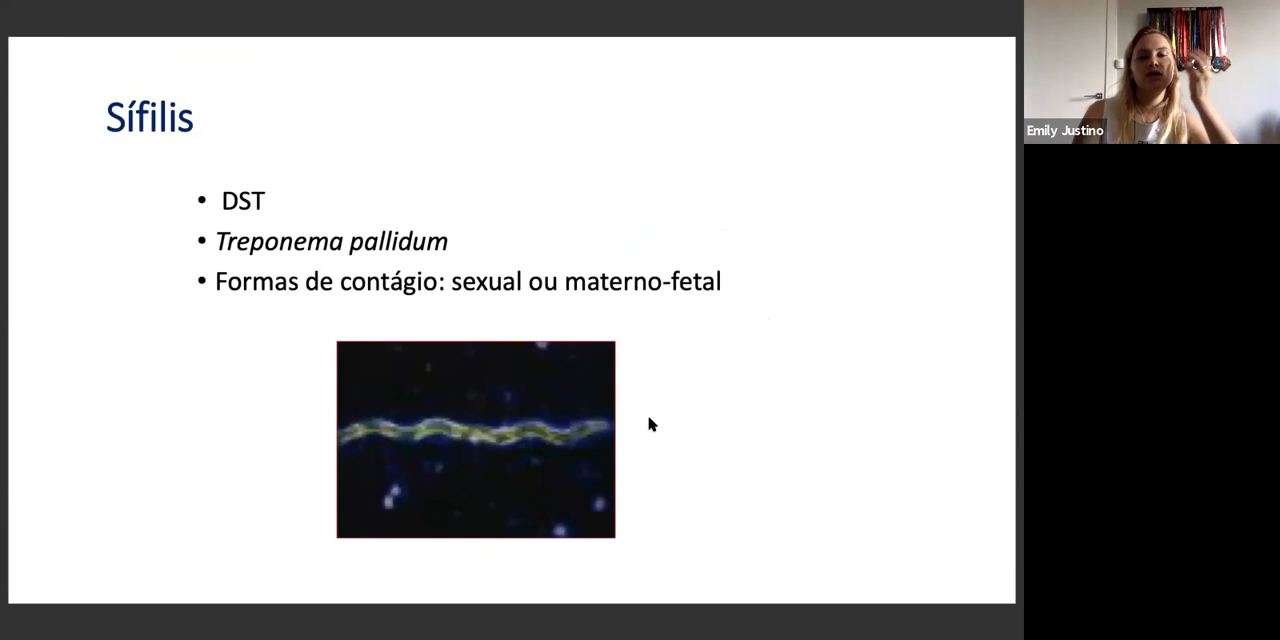 Sífilis
• DST
• Treponema pallidum
• Formas de contágio: sexual ou materno-fetal
Emily Justino